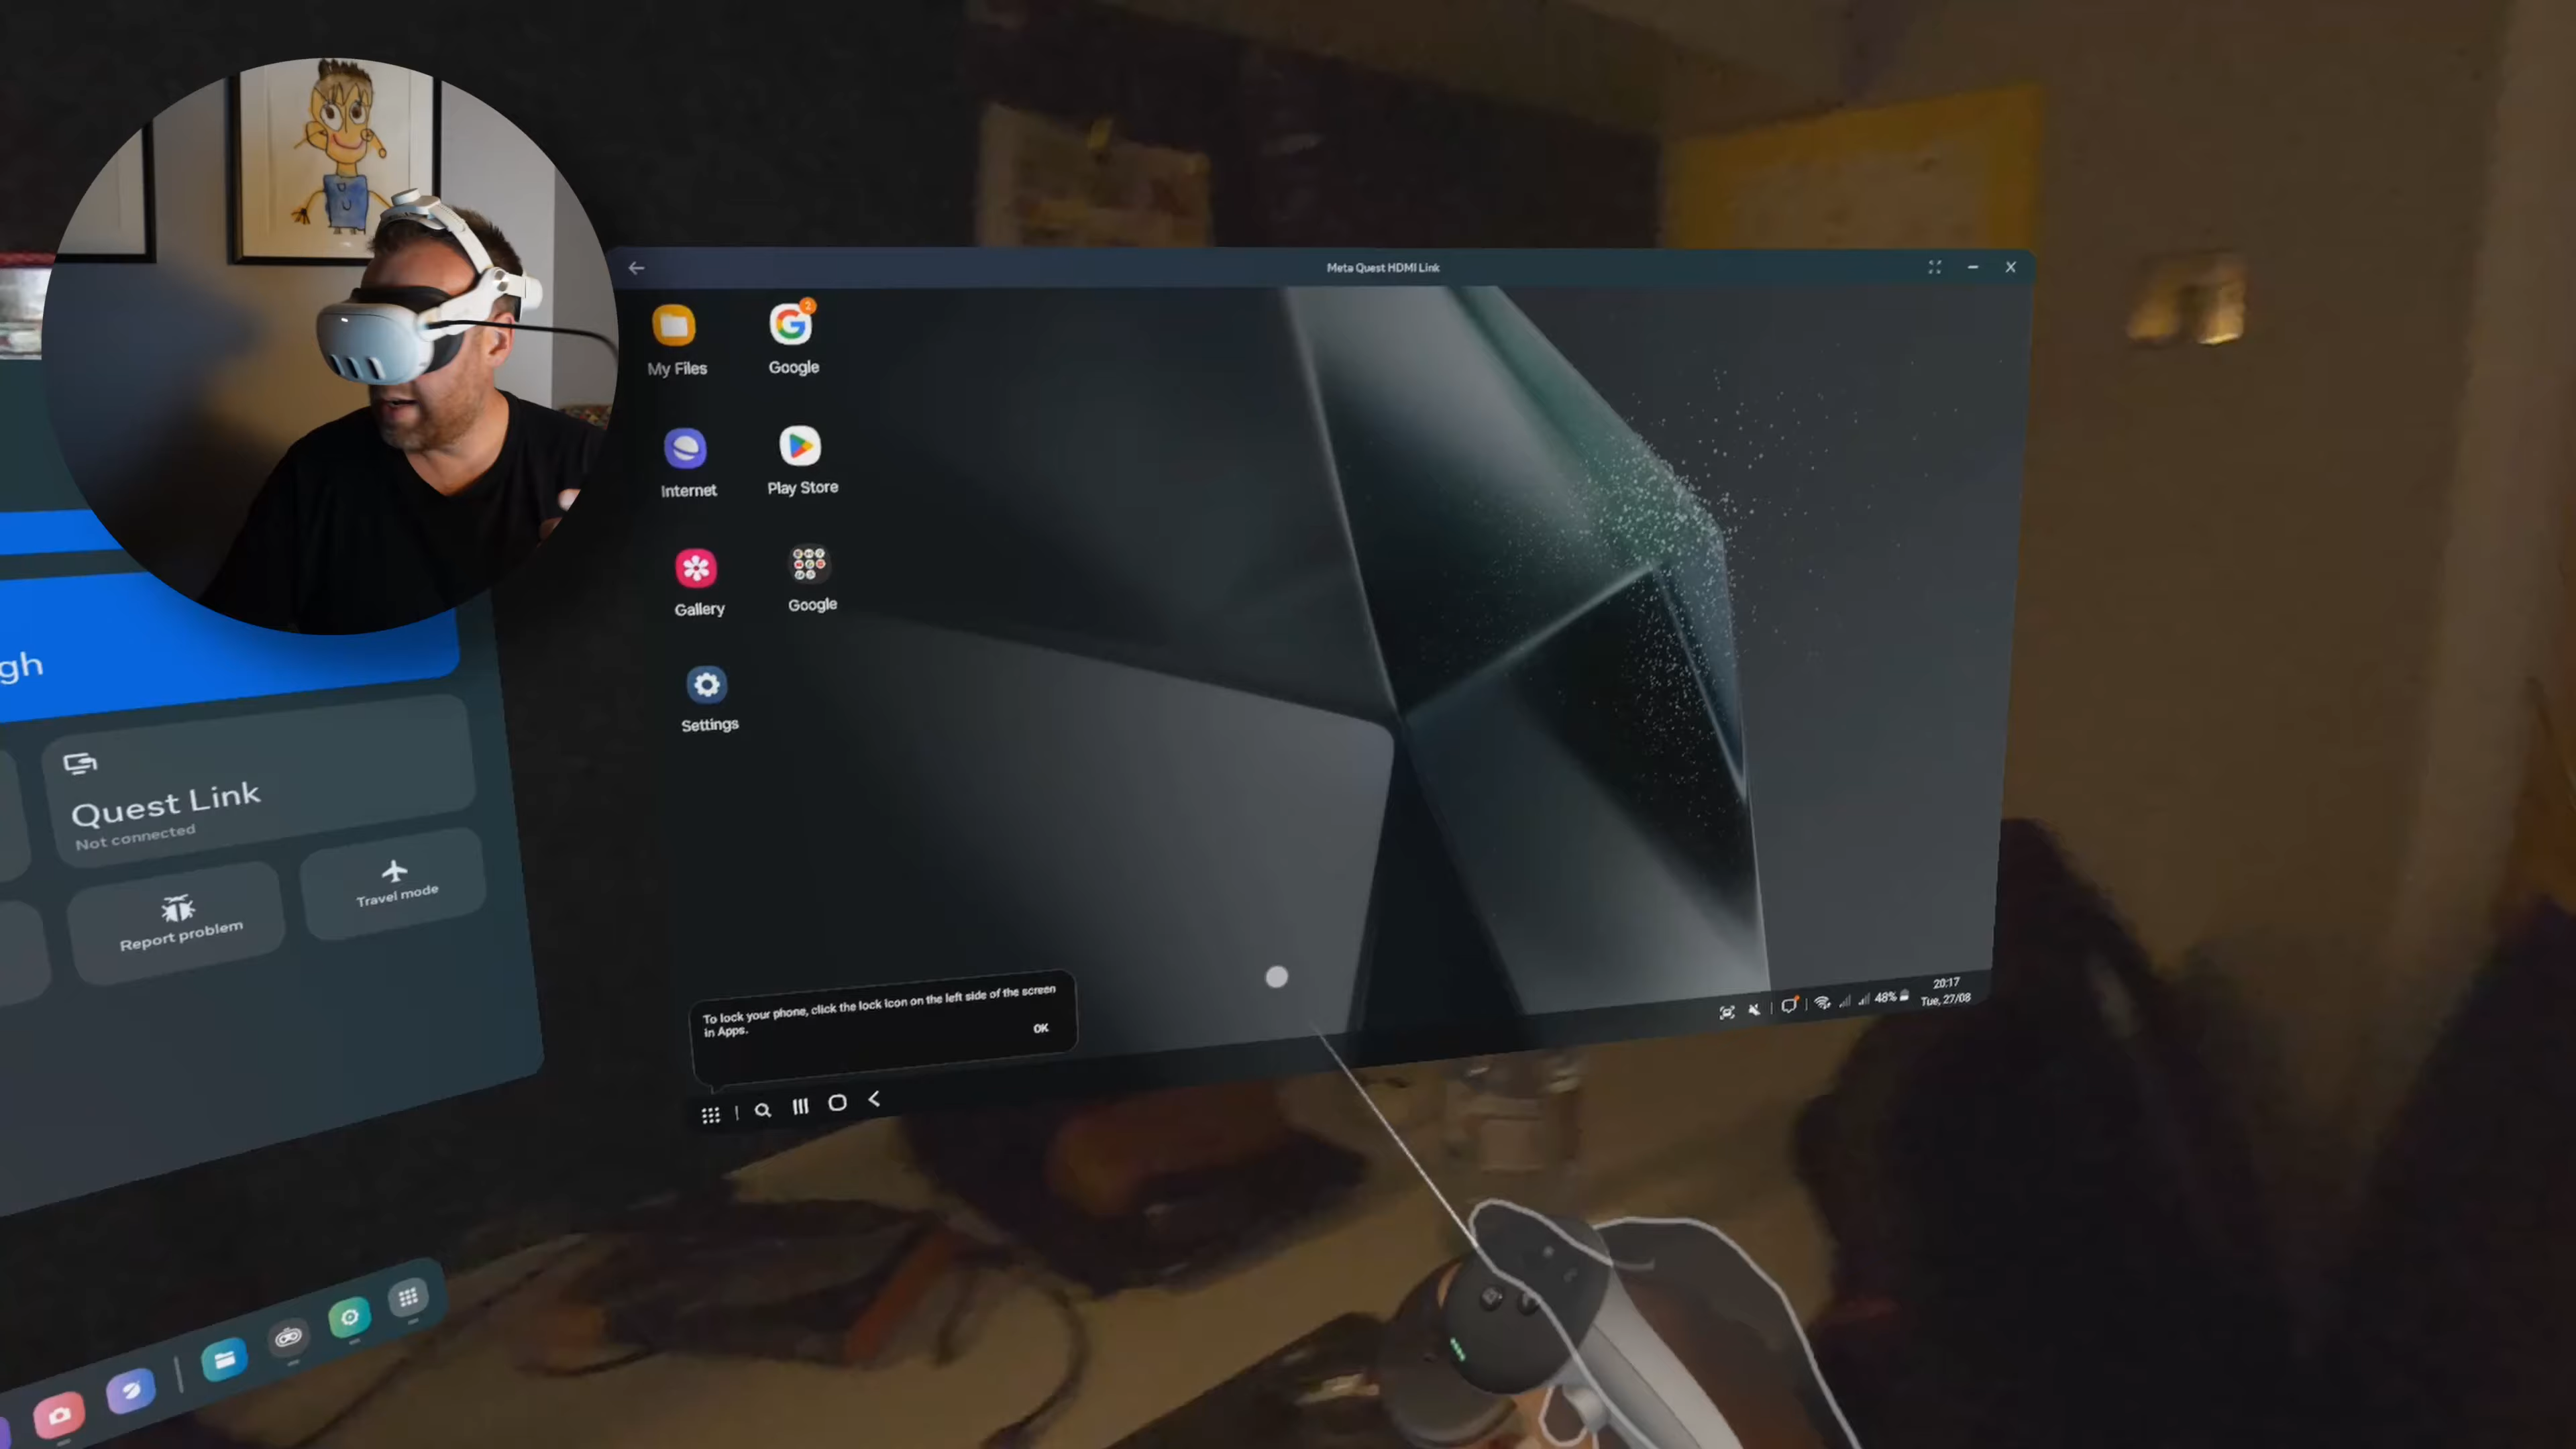 Meta Quest HDMI Link
My Files
2
Google
Internet
Play Store
Gallery
Google
Settings
gh
Quest Link
Not connected
Report problem
Travel mode
To lock your phone, click the lock icon on the left side of the screen
in Apps.
OK
48%
20:17
Tue, 27/08